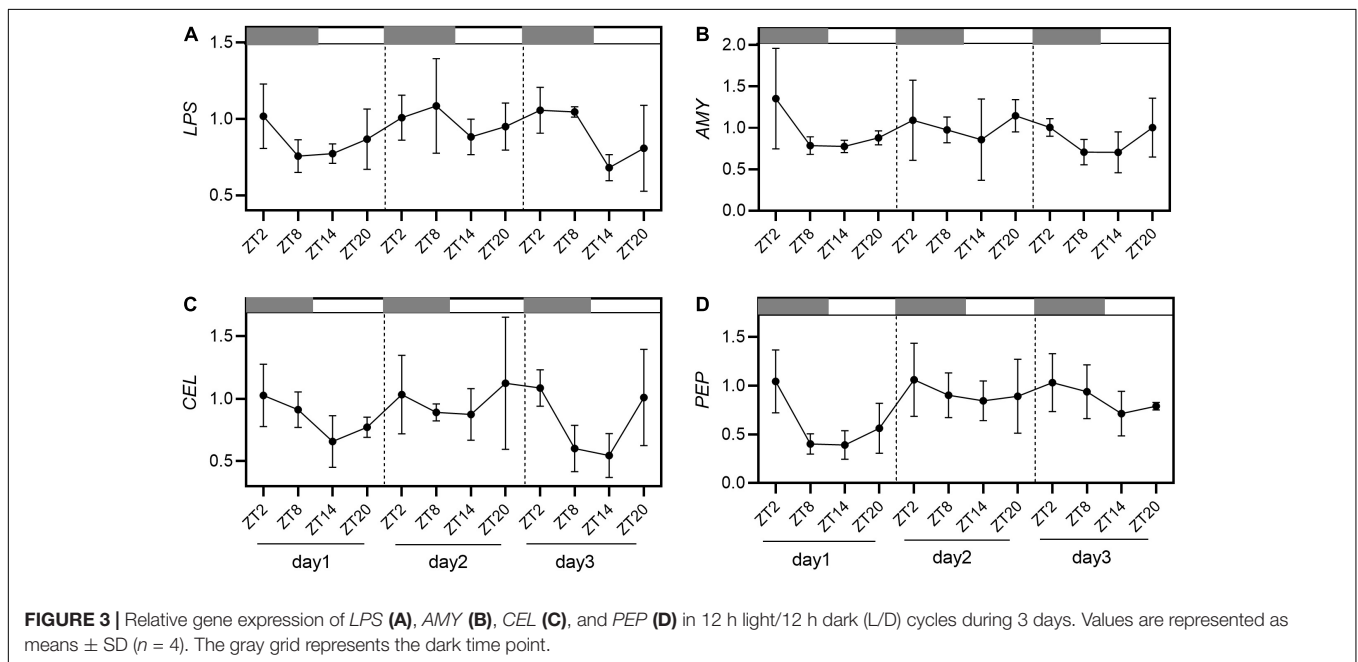 A
B
1.5
1.0
0.5
LPS
2.0
1.5
1.0
0.5
0.0
AMY
ZT2 ZT8 ZT14 ZT20 ZT2 ZT8 ZT14 ZT20 ZT2 ZT8 ZT14 ZT20
ZT2 ZT8 ZT14 ZT20 ZT2 ZT8 ZT14 ZT20 ZT2 ZT8 ZT14 ZT20
C
D
1.5
1.0
0.5
CEL
1.5
1.0
0.5
0.0
PEP
ZT2 ZT8 ZT14 ZT20 ZT2 ZT8 ZT14 ZT20 ZT2 ZT8 ZT14 ZT20
day1 day2 day3
ZT2 ZT8 ZT14 ZT20 ZT2 ZT8 ZT14 ZT20 ZT2 ZT8 ZT14 ZT20
day1 day2 day3
FIGURE 3 | Relative gene expression of LPS (A), AMY (B), CEL (C), and PEP (D) in 12 h light/12 h dark (L/D) cycles during 3 days. Values are represented as
means ± SD (n = 4). The gray grid represents the dark time point.